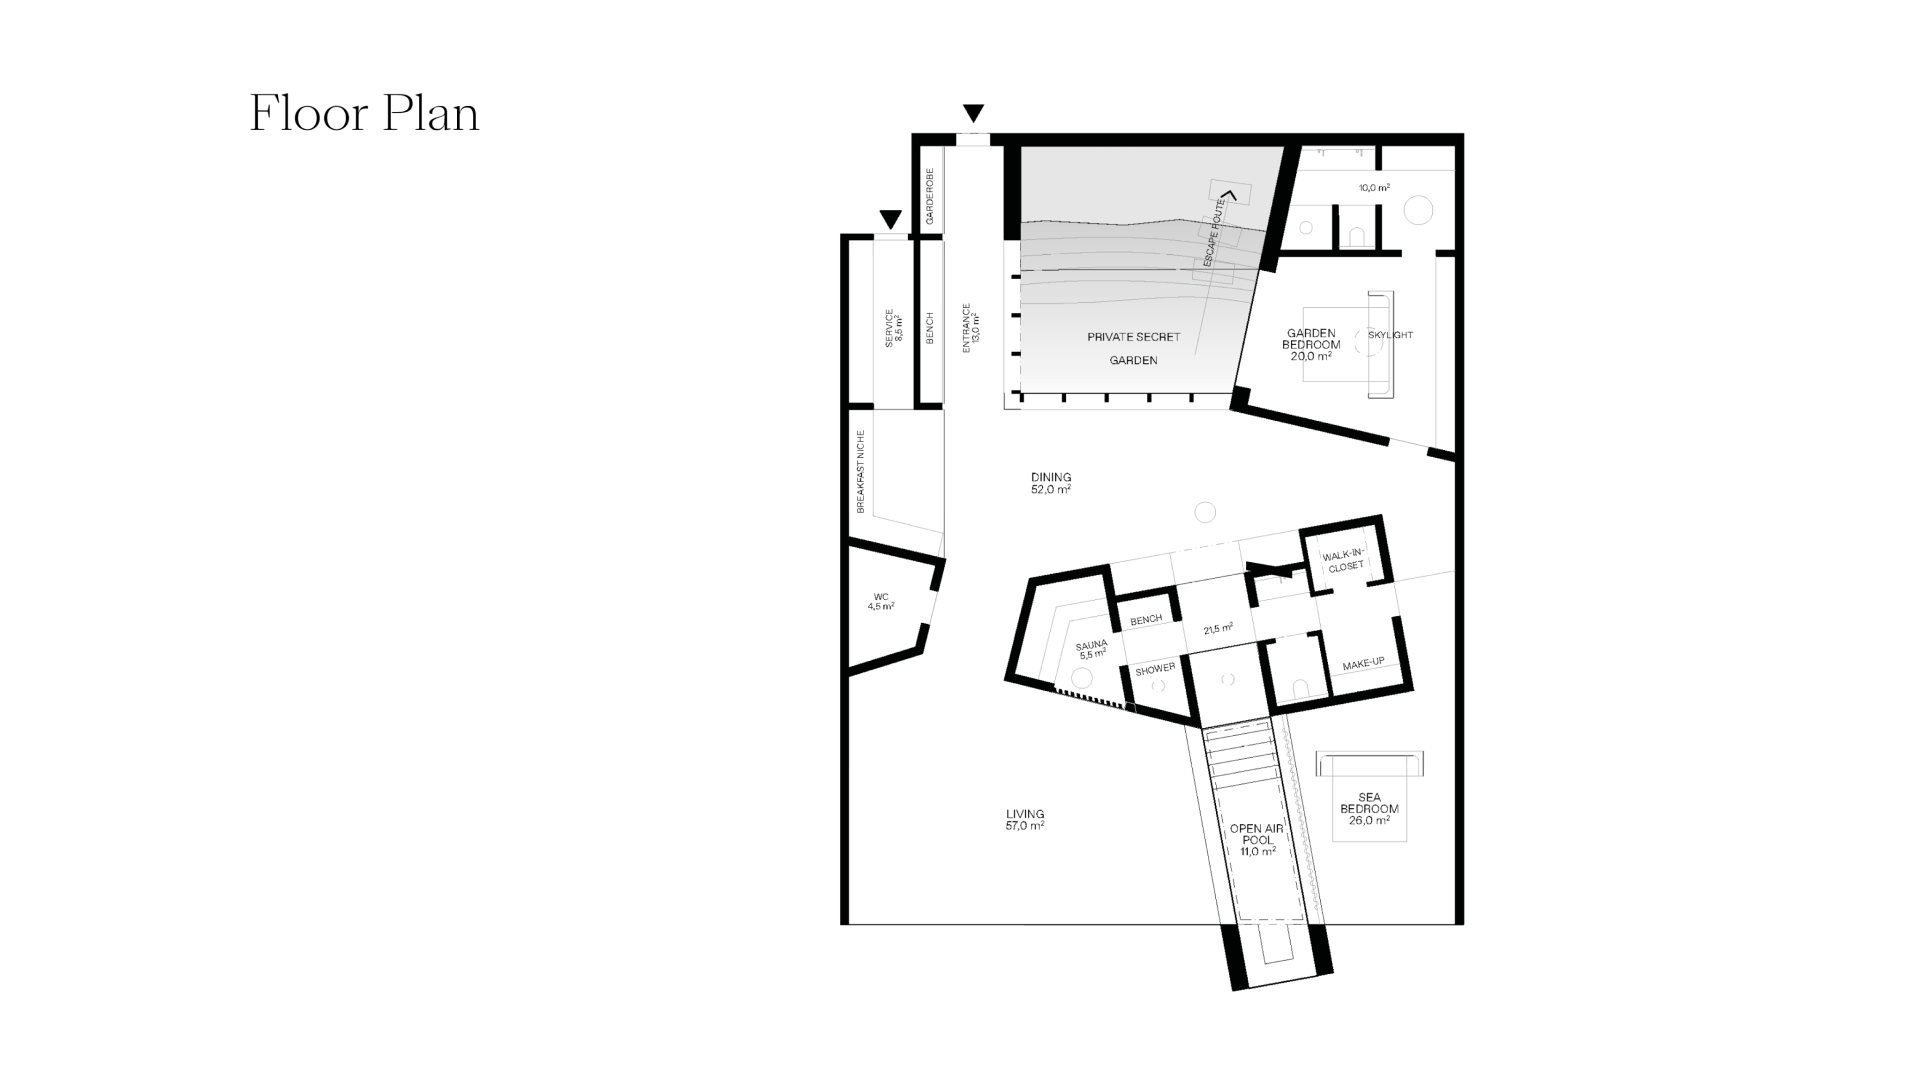 Floor Plan
GARDEROBE
ESCAPE ROUTE
10,0 m²
SERVICE
8,5 m²
BENCH
ENTRANCE
13,0 m²
PRIVATE SECRET
GARDEN
GARDEN
BEDROOM
20,0 m²
SKYLIGHT
BREAKFAST NICHE
DINING
52,0 m²
WALK-IN-
CLOSET
WC
4,5 m²
BENCH
21,5 m²
SAUNA
5,5 m²
SHOWER
MAKE-UP
LIVING
57,0 m²
OPEN AIR
POOL
11,0 m²
SEA
BEDROOM
26,0 m²